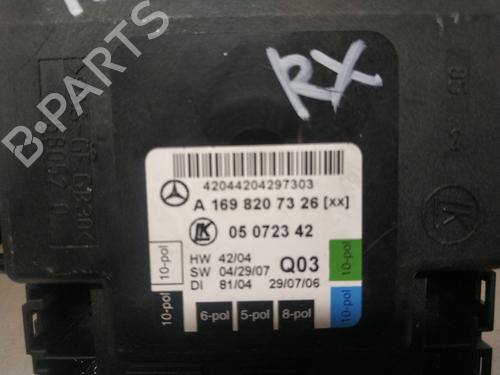 RX
42044204297303
A 169 820 73 26 [xx]
LK 05 0723 42
HW 42/04
SW 04/29/07 Q03
DI 81/04 29/07/06
10-pol
10-pol
10-pol
10-pol
6-pol 5-pol 8-pol
B-PARTS
LK